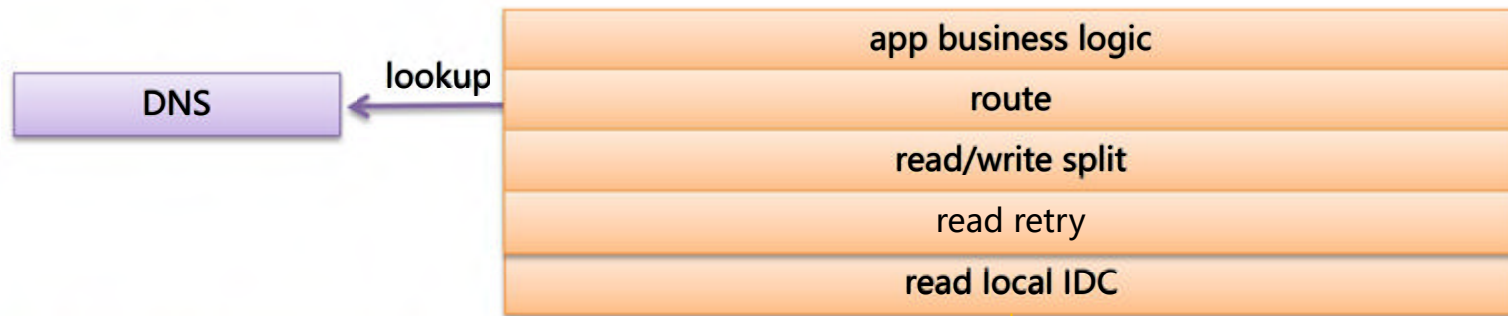 app business logic
lookup
DNS
route
read/write split
read retry
read local IDC